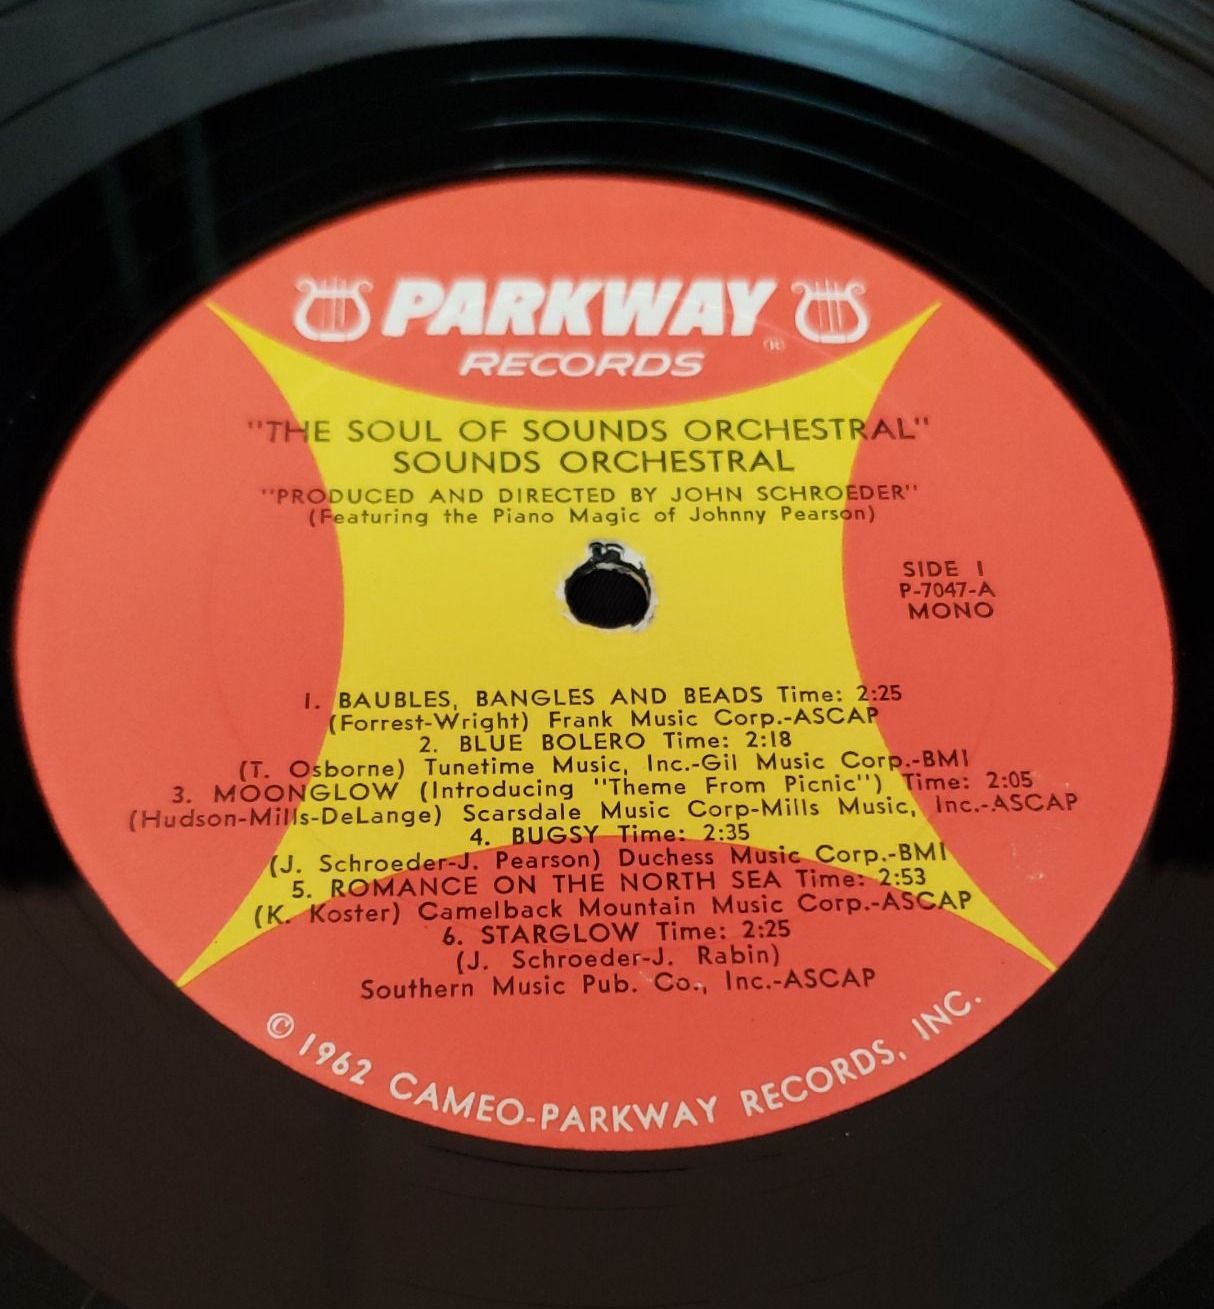 PARKWAY
®
RECORDS
"THE SOUL OF SOUNDS ORCHESTRAL"
SOUNDS ORCHESTRAL
"PRODUCED AND DIRECTED BY JOHN SCHROEDER"
(Featuring the Piano Magic of Johnny Pearson)
SIDE 1
P-7047-A
MONO
1. BAUBLES, BANGLES AND BEADS Time: 2:25
(Forrest-Wright) Frank Music Corp.-ASCAP
2. BLUE BOLERO Time: 2:18
(T. Osborne) Tunetime Music, Inc.-Gil Music Corp.-BMI
3. MOONGLOW (Introducing "Theme From Picnic") Time: 2:05
(Hudson-Mills-DeLange) Scarsdale Music Corp-Mills Music, Inc.-ASCAP
4. BUGSY Time: 2:35
(J. Schroeder-J. Pearson) Duchess Music Corp.-BMI
5. ROMANCE ON THE NORTH SEA Time: 2:53
(K. Koster) Camelback Mountain Music Corp.-ASCAP
6. STARGLOW Time: 2:25
(J. Schroeder-J. Rabin)
Southern Music Pub. Co., Inc.-ASCAP
© 1962 CAMEO-PARKWAY RECORDS, INC.